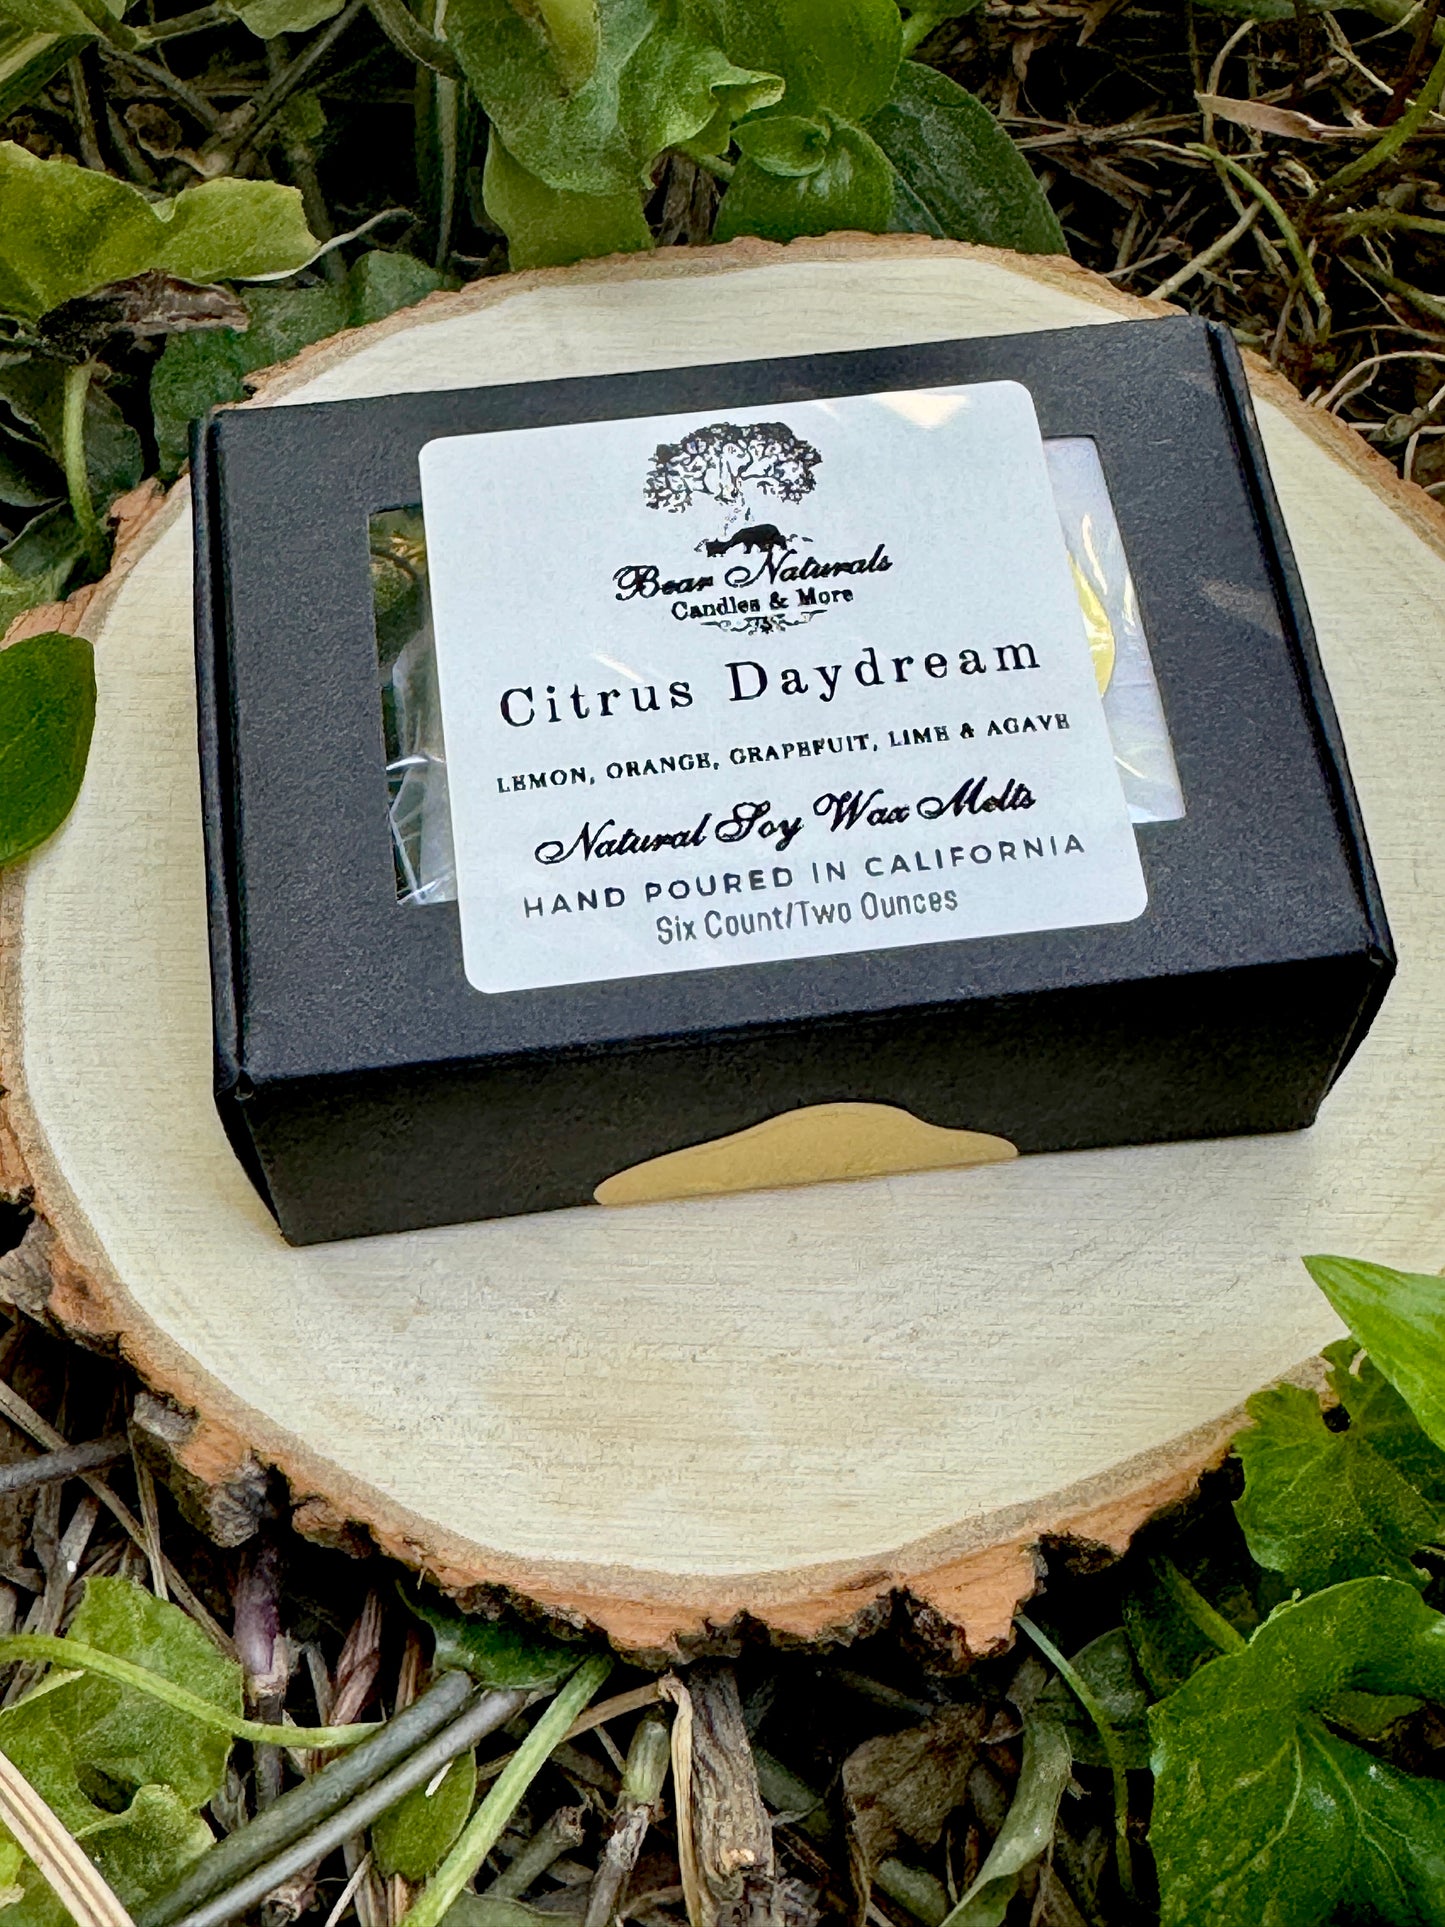 Bear Naturals
Candles & More
Citrus Daydream
LEMON, ORANGE, GRAPEFUIT, LIME & AGAVE
Natural Soy Wax Melts
HAND POURED IN CALIFORNIA
Six Count/Two Ounces